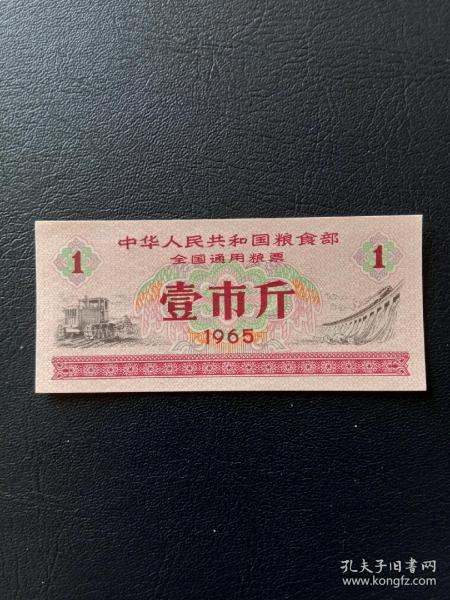 中华人民共和国粮食部
全国通用粮票
1
1
壹市斤
1965
孔夫子旧书网
www.kongfz.com